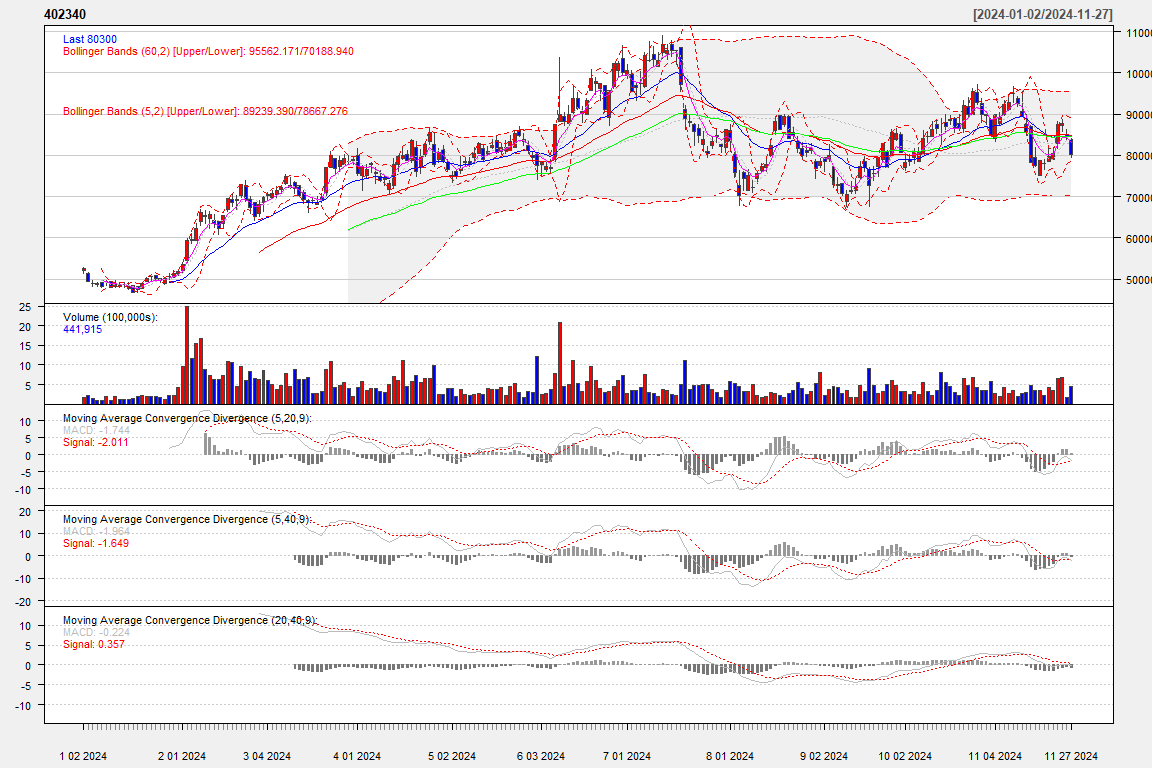 402340 [2024-01-02/2024-11-27]
Last 80300
Bollinger Bands (60,2) [Upper/Lower]: 95562.171/70188.940
Bollinger Bands (5,2) [Upper/Lower]: 89239.390/78667.276
11000
10000
90000
80000
70000
60000
50000
Volume (100,000s):
441,915
25
20
15
10
5
Moving Average Convergence Divergence (5,20,9):
MACD: -1.744
Signal: -2.011
10
5
0
-5
-10
Moving Average Convergence Divergence (5,40,9):
MACD: -1.964
Signal: -1.649
20
10
0
-10
-20
Moving Average Convergence Divergence (20,40,9):
MACD: -0.224
Signal: 0.357
10
5
0
-5
-10
1 02 2024 2 01 2024 3 04 2024 4 01 2024 5 02 2024 6 03 2024 7 01 2024 8 01 2024 9 02 2024 10 02 2024 11 04 2024 11 27 2024